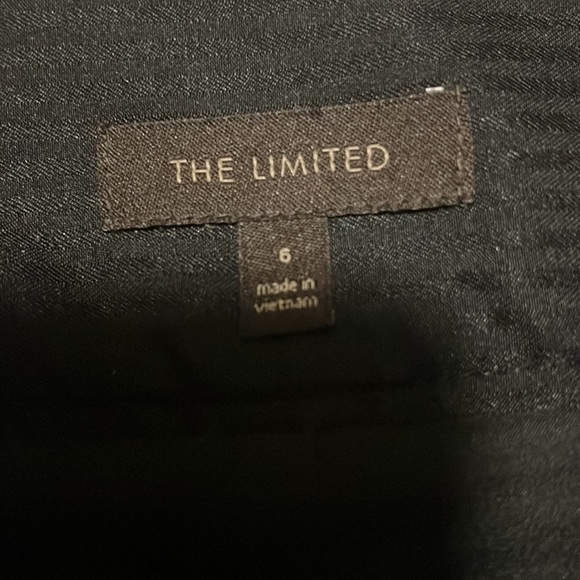 THE LIMITED
6
made in
vietnam